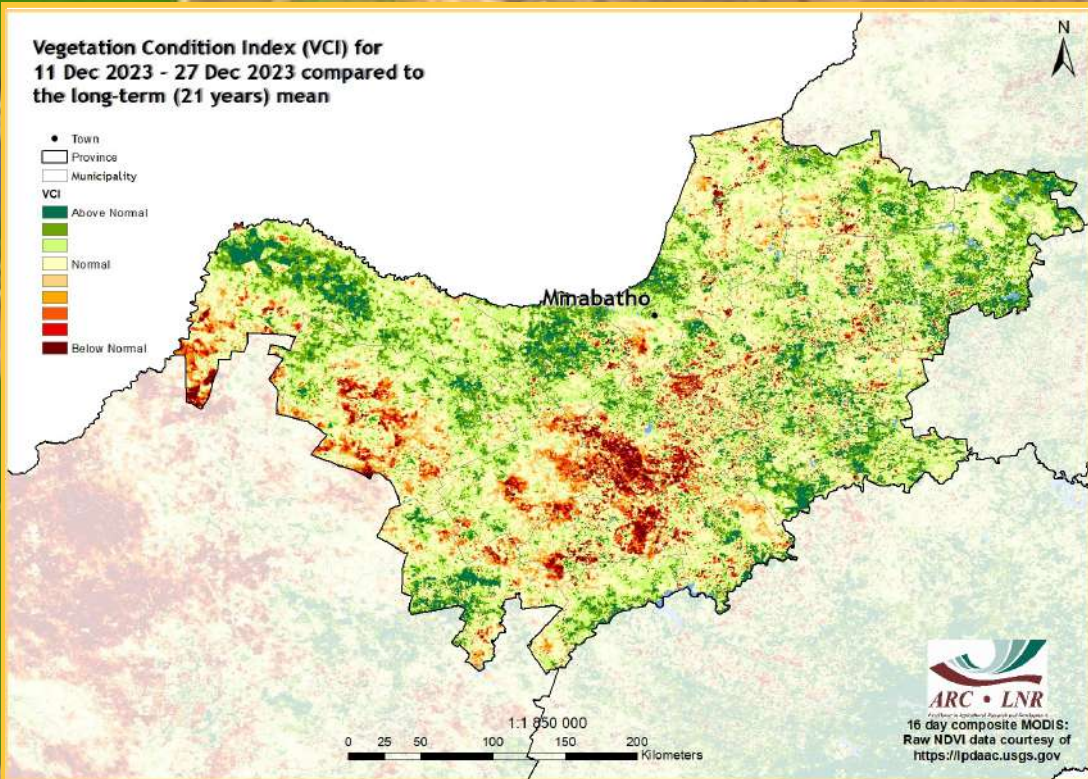 Vegetation Condition Index (VCI) for
11 Dec 2023 - 27 Dec 2023 compared to
the long-term (21 years) mean
N
Town
Province
Municipality
VCI
Above Normal
Normal
Below Normal
Mmabatho
ARC • LNR
1:1 850 000
0 25 50 100 150 200
Kilometers
16 day composite MODIS:
Raw NDVI data courtesy of
https://lpdaac.usgs.gov